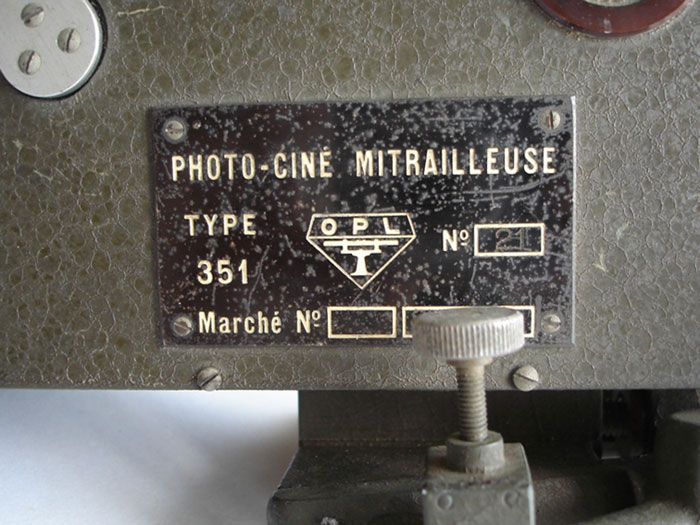 PHOTO-CINÉ MITRAILLEUSE
TYPE
351
OPL
Nº 21
Marché Nº